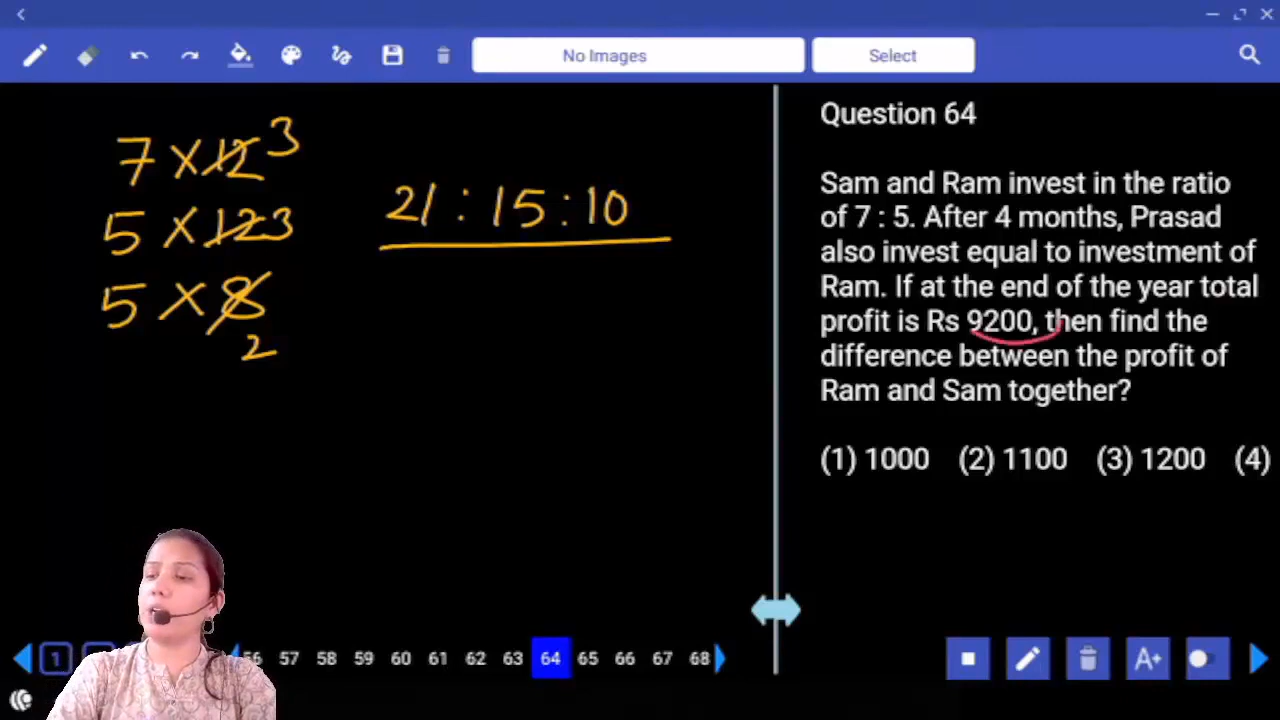 No Images
Select
7 × 12 3
5 × 12 3
5 × 8
2
21 : 15 : 10
Question 64
Sam and Ram invest in the ratio
of 7 : 5. After 4 months, Prasad
also invest equal to investment of
Ram. If at the end of the year total
profit is Rs 9200, then find the
difference between the profit of
Ram and Sam together?
(1) 1000 (2) 1100 (3) 1200 (4)
1 56 57 58 59 60 61 62 63 64 65 66 67 68
A+